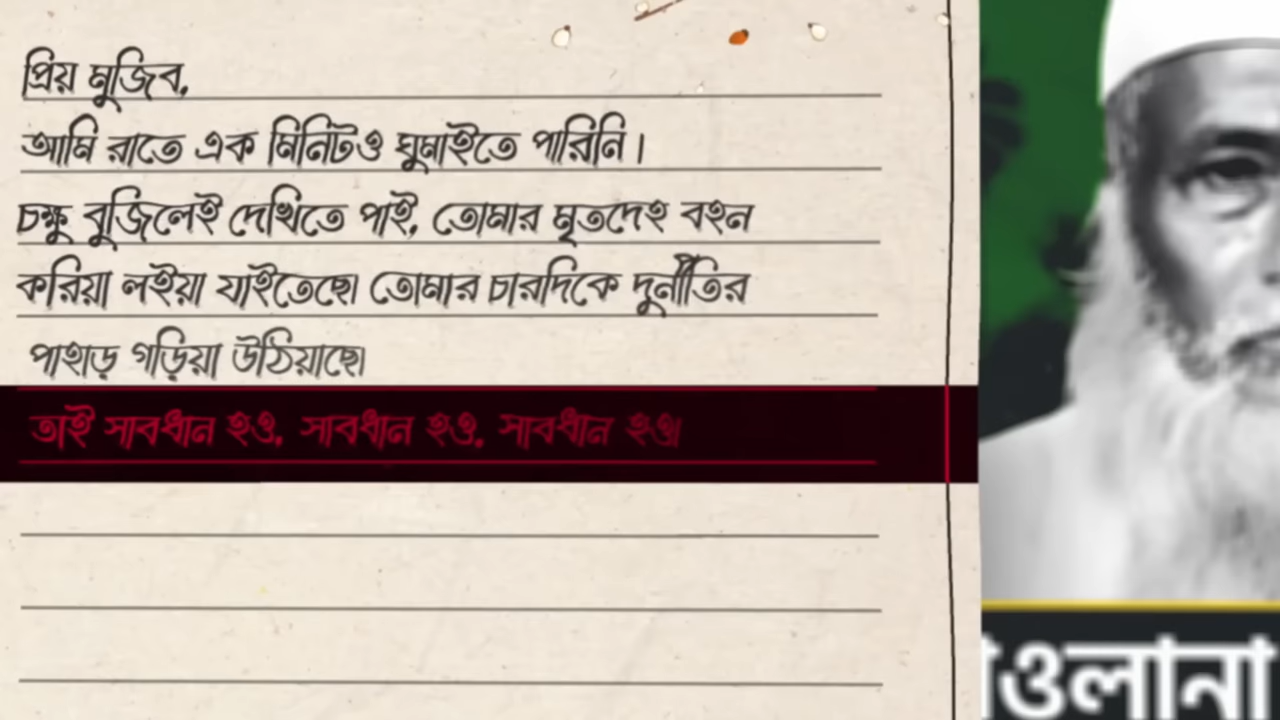 প্রিয় মুজিব,
আমি রাতে এক মিনিটও ঘুমাইতে পারিনি।
চক্ষু বুজিলেই দেখিতে পাই, তোমার মৃতদেহ বহন
করিয়া লইয়া যাইতেছে। তোমার চারদিকে দুর্নীতির
পাহাড় গড়িয়া উঠিয়াছে।
তাই সাবধান হও, সাবধান হও, সাবধান হও।
াওলানা